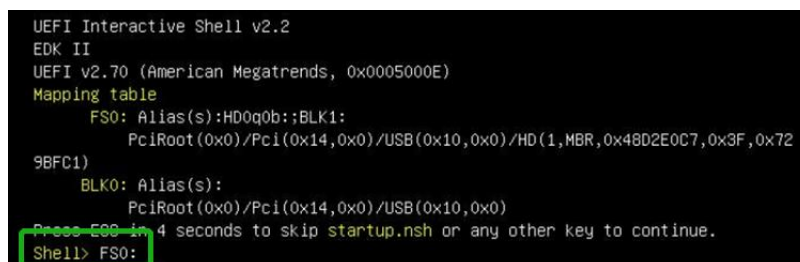 UEFI Interactive Shell v2.2
EDK II
UEFI v2.70 (American Megatrends, 0x0005000E)
Mapping table
FS0: Alias(s):HD0q0b:;BLK1:
PciRoot(0x0)/Pci(0x14,0x0)/USB(0x10,0x0)/HD(1,MBR,0x48D2E0C7,0x3F,0x72
9BFC1)
BLK0: Alias(s):
PciRoot(0x0)/Pci(0x14,0x0)/USB(0x10,0x0)
Press ESC in 4 seconds to skip startup.nsh or any other key to continue.
Shell> FS0: